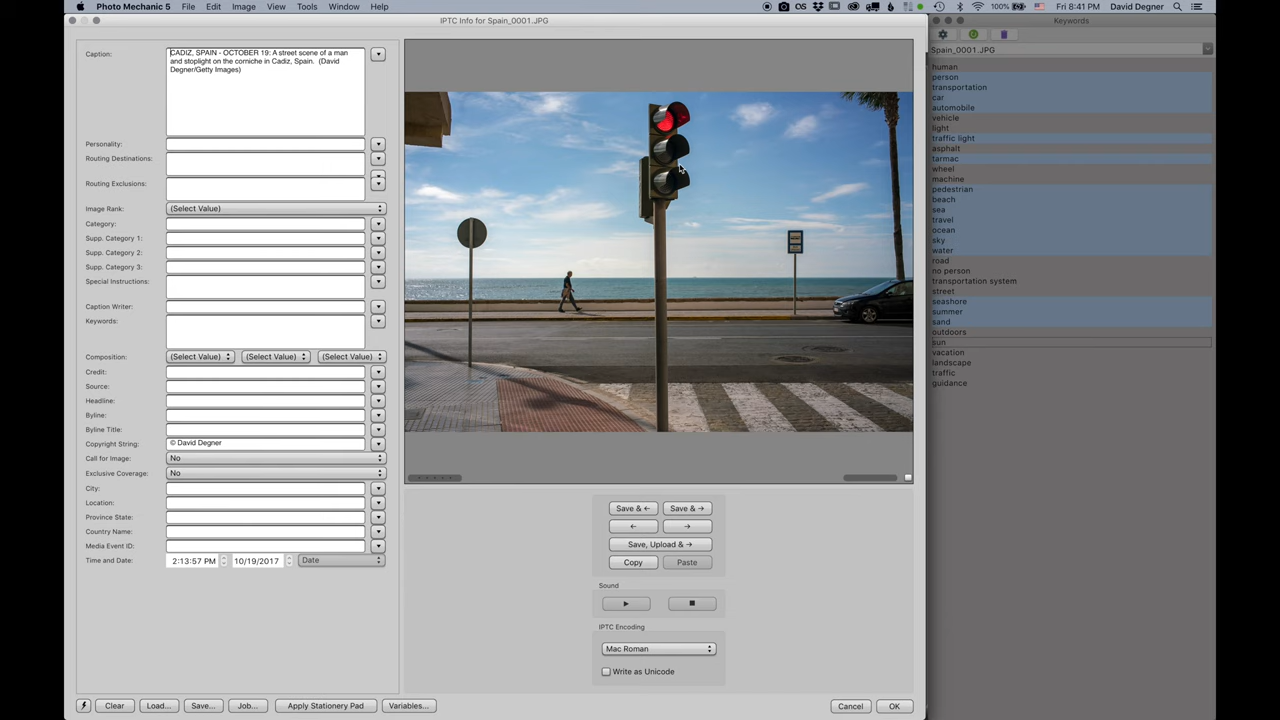 Photo Mechanic 5 File Edit Image View Tools Window Help
100% Fri 8:41 PM David Degner
IPTC Info for Spain_0001.JPG
Caption:
CADIZ, SPAIN - OCTOBER 19: A street scene of a man
and stoplight on the corniche in Cadiz, Spain. (David
Degner/Getty Images)
Personality:
Routing Destinations:
Routing Exclusions:
Image Rank: (Select Value)
Category:
Supp. Category 1:
Supp. Category 2:
Supp. Category 3:
Special Instructions:
Caption Writer:
Keywords:
Composition: (Select Value) (Select Value) (Select Value)
Credit:
Source:
Headline:
Byline:
Byline Title:
Copyright String: © David Degner
Call for Image: No
Exclusive Coverage: No
City:
Location:
Province State:
Country Name:
Media Event ID:
Time and Date: 2:13:57 PM 10/19/2017 Date
Clear Load... Save... Job... Apply Stationery Pad Variables...
Save & ← Save & →
← →
Save, Upload & →
Copy Paste
Sound
IPTC Encoding
Mac Roman
Write as Unicode
Cancel OK
Keywords
Spain_0001.JPG
human
person
transportation
car
automobile
vehicle
light
traffic light
asphalt
tarmac
wheel
machine
pedestrian
beach
sea
travel
ocean
sky
water
road
no person
transportation system
street
seashore
summer
sand
outdoors
sun
vacation
landscape
traffic
guidance